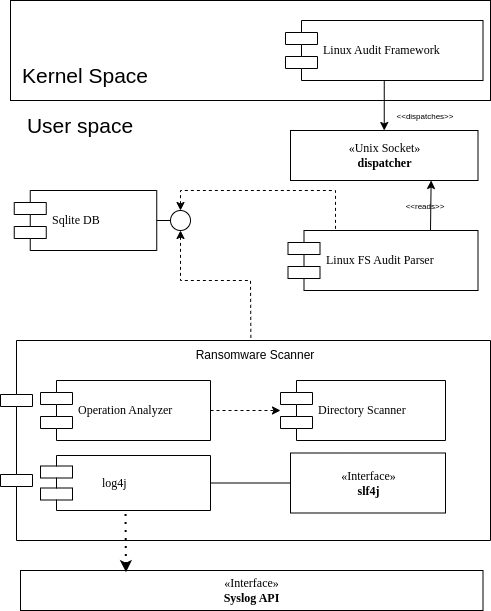 Linux Audit Framework
Kernel Space
<<dispatches>>
User space
«Unix Socket»
dispatcher
<<reads>>
Sqlite DB
Linux FS Audit Parser
Ransomware Scanner
Operation Analyzer
Directory Scanner
log4j
«Interface»
slf4j
«Interface»
Syslog API